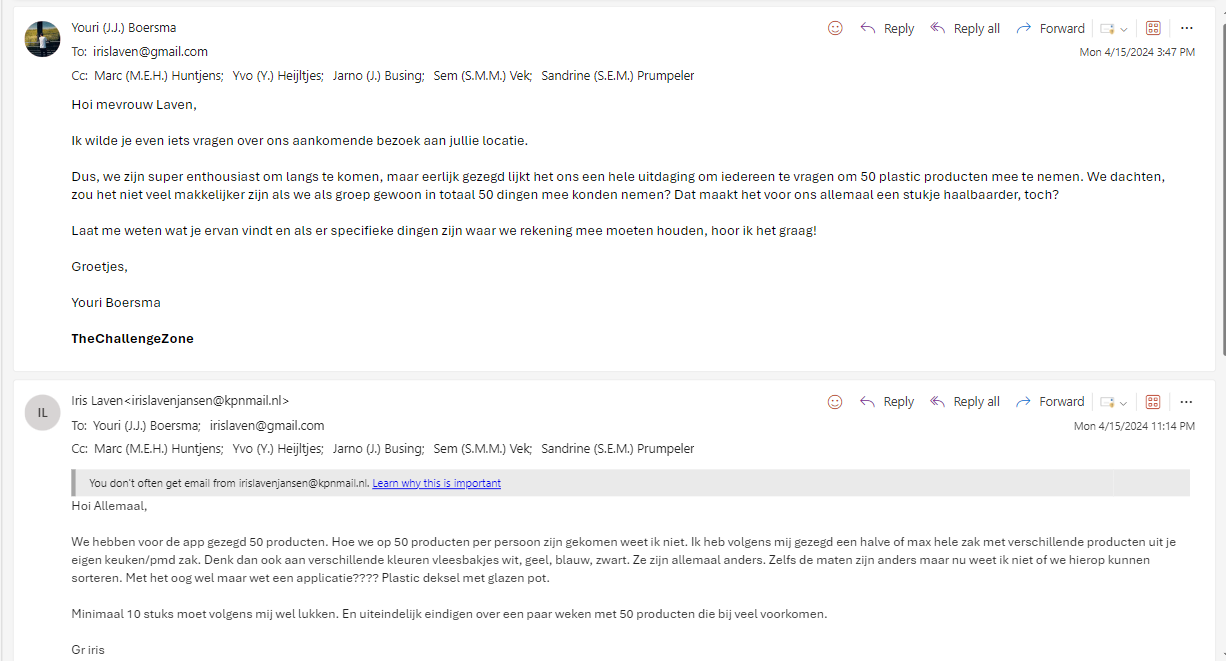 Youri (J.J.) Boersma
Reply
Reply all
Forward
To: irislaven@gmail.com
Mon 4/15/2024 3:47 PM
Cc: Marc (M.E.H.) Huntjens; Yvo (Y.) Heijltjes; Jarno (J.) Busing; Sem (S.M.M.) Vek; Sandrine (S.E.M.) Prumpeler
Hoi mevrouw Laven,
Ik wilde je even iets vragen over ons aankomende bezoek aan jullie locatie.
Dus, we zijn super enthousiast om langs te komen, maar eerlijk gezegd lijkt het ons een hele uitdaging om iedereen te vragen om 50 plastic producten mee te nemen. We dachten,
zou het niet veel makkelijker zijn als we als groep gewoon in totaal 50 dingen mee konden nemen? Dat maakt het voor ons allemaal een stukje haalbaarder, toch?
Laat me weten wat je ervan vindt en als er specifieke dingen zijn waar we rekening mee moeten houden, hoor ik het graag!
Groetjes,
Youri Boersma
TheChallengeZone
IL
Iris Laven<irislavenjansen@kpnmail.nl>
Reply
Reply all
Forward
To: Youri (J.J.) Boersma; irislaven@gmail.com
Mon 4/15/2024 11:14 PM
Cc: Marc (M.E.H.) Huntjens; Yvo (Y.) Heijltjes; Jarno (J.) Busing; Sem (S.M.M.) Vek; Sandrine (S.E.M.) Prumpeler
You don't often get email from irislavenjansen@kpnmail.nl. Learn why this is important
Hoi Allemaal,
We hebben voor de app gezegd 50 producten. Hoe we op 50 producten per persoon zijn gekomen weet ik niet. Ik heb volgens mij gezegd een halve of max hele zak met verschillende producten uit je
eigen keuken/pmd zak. Denk dan ook aan verschillende kleuren vleesbakjes wit, geel, blauw, zwart. Ze zijn allemaal anders. Zelfs de maten zijn anders maar nu weet ik niet of we hierop kunnen
sorteren. Met het oog wel maar wet een applicatie???? Plastic deksel met glazen pot.
Minimaal 10 stuks moet volgens mij wel lukken. En uiteindelijk eindigen over een paar weken met 50 producten die bij veel voorkomen.
Gr iris